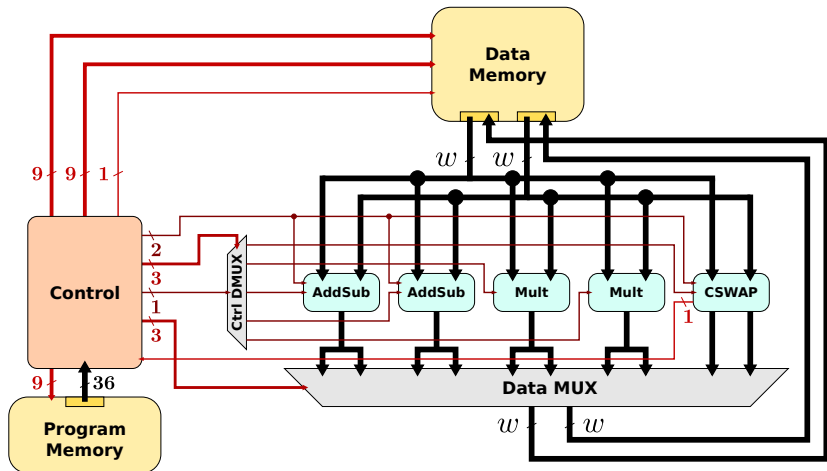 Data
Memory
w w
9 9 1
2
3
1
3
Control
Ctrl DMUX
AddSub AddSub Mult Mult CSWAP
1
9 36
Data MUX
Program
Memory
w w